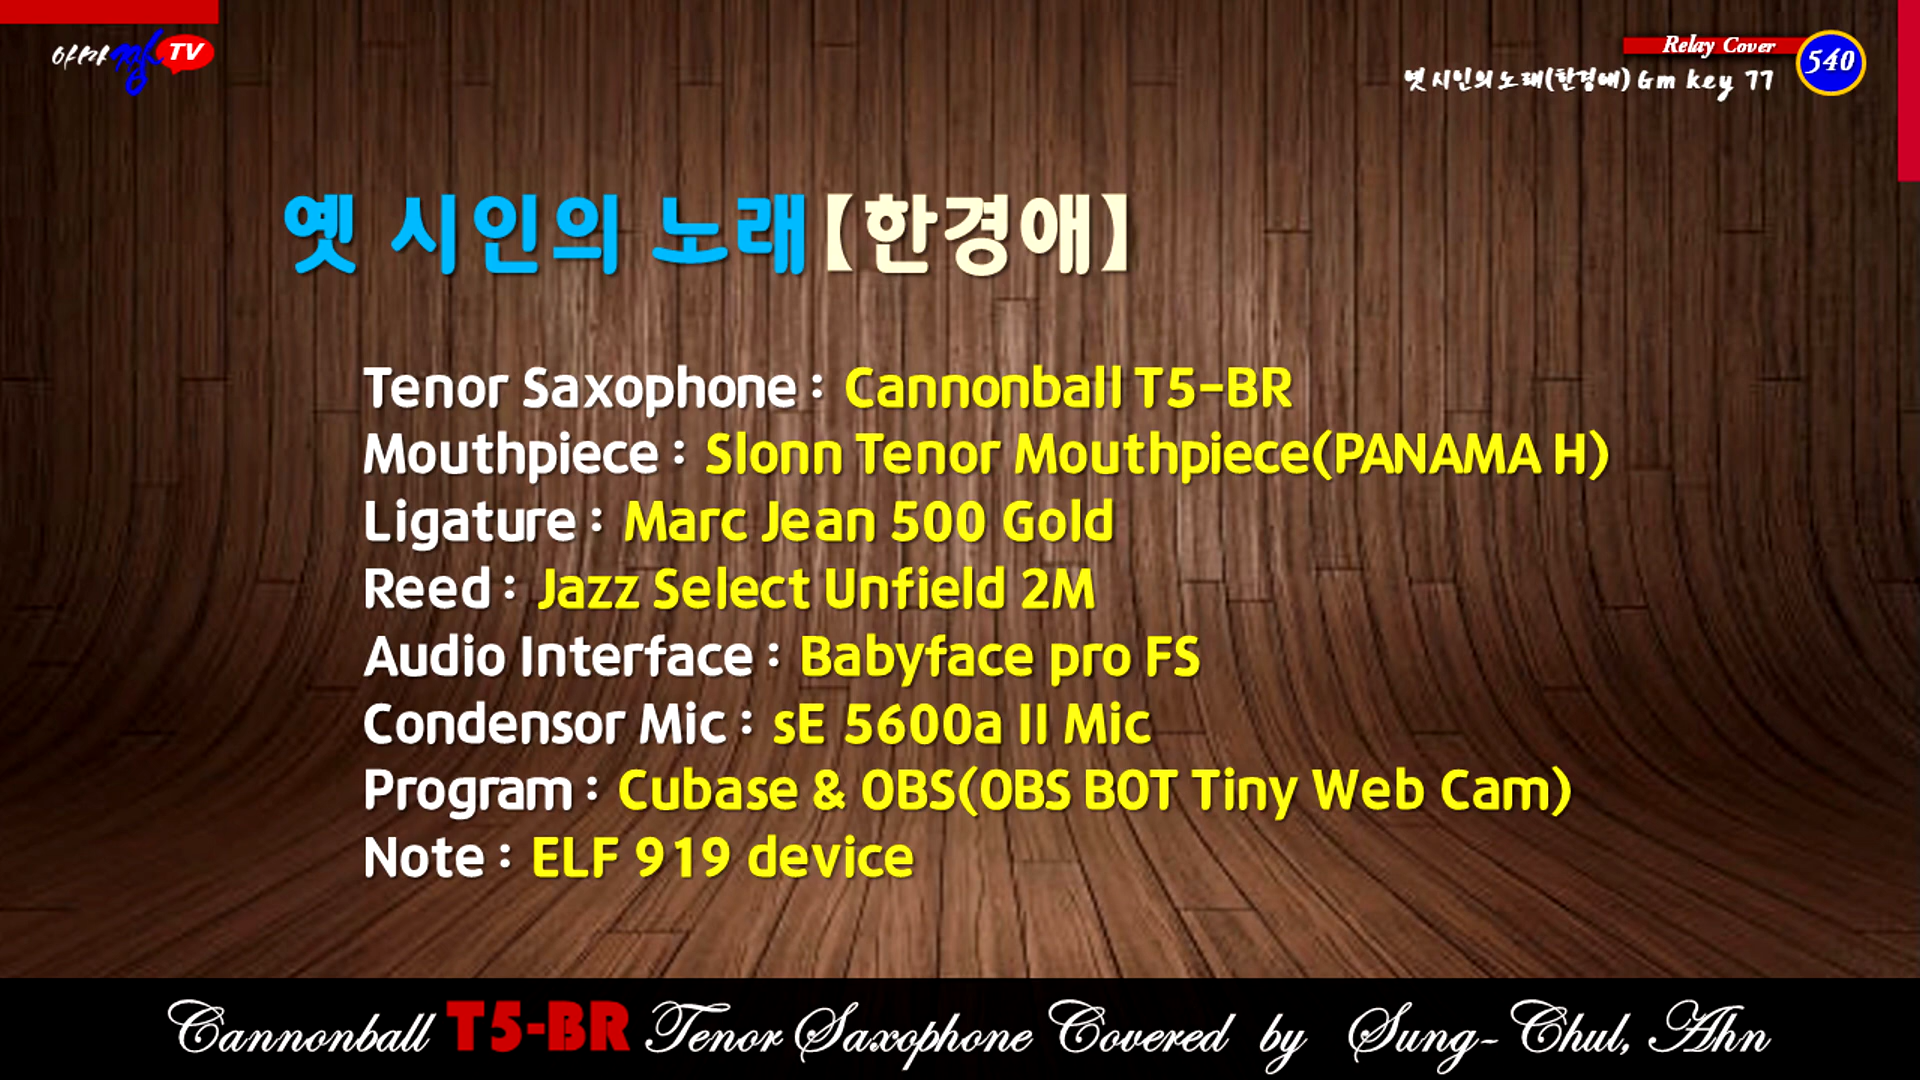 아라짱TV
Relay Cover
540
옛 시인의 노래(한경애) Gm key 77
옛 시인의 노래【한경애】
Tenor Saxophone : Cannonball T5-BR
Mouthpiece : Slonn Tenor Mouthpiece(PANAMA H)
Ligature : Marc Jean 500 Gold
Reed : Jazz Select Unfield 2M
Audio Interface : Babyface pro FS
Condensor Mic : sE 5600a II Mic
Program : Cubase & OBS(OBS BOT Tiny Web Cam)
Note : ELF 919 device
Cannonball T5-BR Tenor Saxophone Covered by Sung-Chul, Ahn